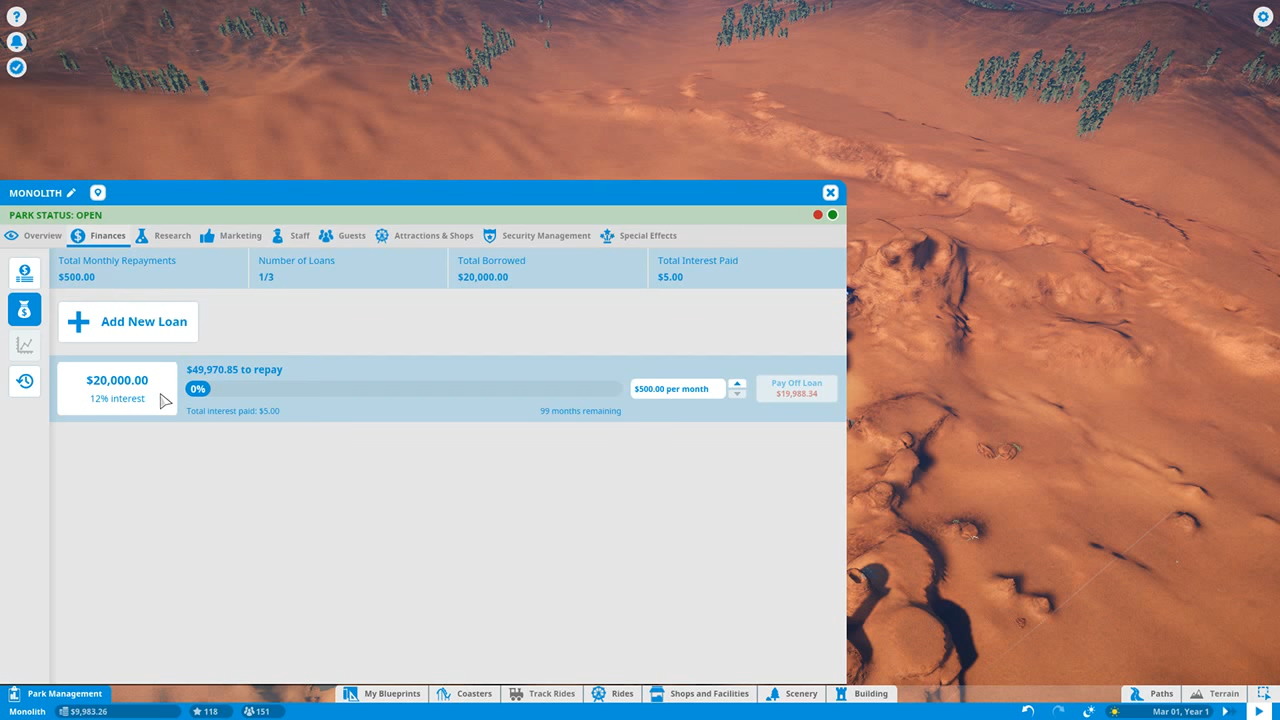 MONOLITH
PARK STATUS: OPEN
Overview Finances Research Marketing Staff Guests Attractions & Shops Security Management Special Effects
Total Monthly Repayments Number of Loans Total Borrowed Total Interest Paid
$500.00 1/3 $20,000.00 $5.00
Add New Loan
$20,000.00
12% interest
$49,970.85 to repay
0%
$500.00 per month
Pay Off Loan
$19,988.34
Total interest paid: $5.00 99 months remaining
Park Management My Blueprints Coasters Track Rides Rides Shops and Facilities Scenery Building Paths Terrain
Monolith $9,983.26 118 151 Mar 01, Year 1